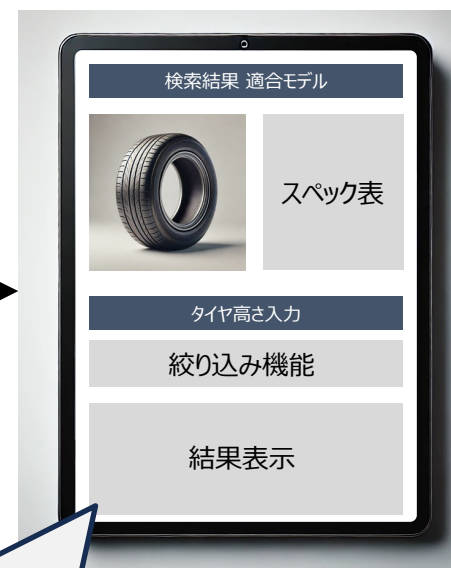 検索結果 適合モデル
スペック表
タイヤ高さ入力
絞り込み機能
結果表示